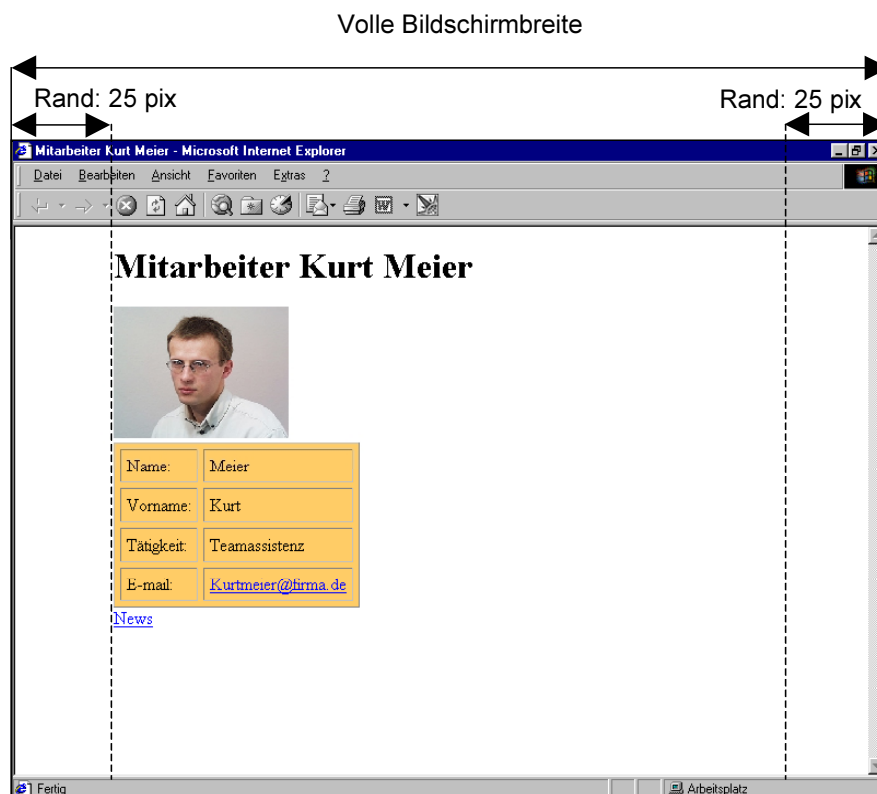 Volle Bildschirmbreite
Rand: 25 pix Rand: 25 pix
Mitarbeiter Kurt Meier - Microsoft Internet Explorer
Datei Bearbeiten Ansicht Favoriten Extras ?
Mitarbeiter Kurt Meier
Name: Meier
Vorname: Kurt
Tätigkeit: Teamassistenz
E-mail: Kurtmeier@firma.de
News
Fertig Arbeitsplatz